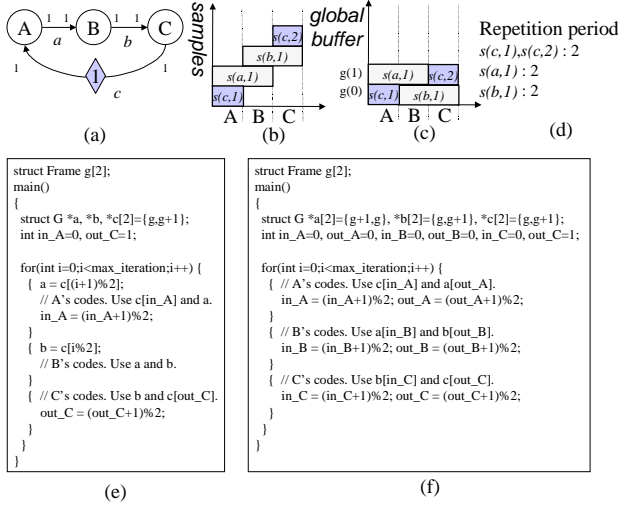 A
1
1
a
B
1
1
b
C
1
1
1
c
(a)
samples
s(c,2)
s(b,1)
s(a,1)
s(c,1)
A B C
(b)
global
buffer
g(1)
g(0)
s(a,1)
s(c,2)
s(c,1)
s(b,1)
A B C
(c)
Repetition period
s(c,1),s(c,2) : 2
s(a,1) : 2
s(b,1) : 2
(d)
struct Frame g[2];
main()
{
struct G *a, *b, *c[2]={g,g+1};
int in_A=0, out_C=1;
for(int i=0;i<max_iteration;i++) {
{ a = c[(i+1)%2];
// A's codes. Use c[in_A] and a.
in_A = (in_A+1)%2;
}
{ b = c[i%2];
// B's codes. Use a and b.
}
{ // C's codes. Use b and c[out_C].
out_C = (out_C+1)%2;
}
}
}
(e)
struct Frame g[2];
main()
{
struct G *a[2]={g+1,g}, *b[2]={g,g+1}, *c[2]={g,g+1};
int in_A=0, out_A=0, in_B=0, out_B=0, in_C=0, out_C=1;
for(int i=0;i<max_iteration;i++) {
{ // A's codes. Use c[in_A] and a[out_A].
in_A = (in_A+1)%2; out_A = (out_A+1)%2;
}
{ // B's codes. Use a[in_B] and b[out_B].
in_B = (in_B+1)%2; out_B = (out_B+1)%2;
}
{ // C's codes. Use b[in_C] and c[out_C].
in_C = (in_C+1)%2; out_C = (out_C+1)%2;
}
}
}
(f)